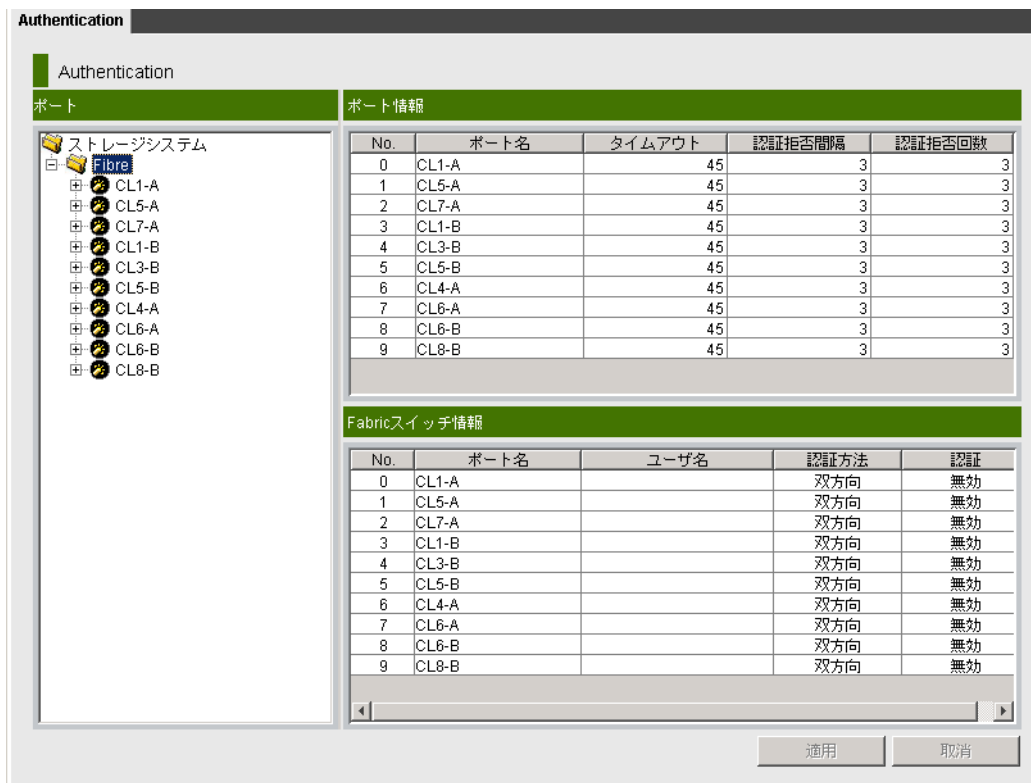 Authentication
Authentication
ポート
ストレージシステム
Fibre
CL1-A
CL5-A
CL7-A
CL1-B
CL3-B
CL5-B
CL4-A
CL6-A
CL6-B
CL8-B
ポート情報
No. ポート名 タイムアウト 認証拒否間隔 認証拒否回数
0 CL1-A 45 3 3
1 CL5-A 45 3 3
2 CL7-A 45 3 3
3 CL1-B 45 3 3
4 CL3-B 45 3 3
5 CL5-B 45 3 3
6 CL4-A 45 3 3
7 CL6-A 45 3 3
8 CL6-B 45 3 3
9 CL8-B 45 3 3
Fabricスイッチ情報
No. ポート名 ユーザ名 認証方法 認証
0 CL1-A 双方向 無効
1 CL5-A 双方向 無効
2 CL7-A 双方向 無効
3 CL1-B 双方向 無効
4 CL3-B 双方向 無効
5 CL5-B 双方向 無効
6 CL4-A 双方向 無効
7 CL6-A 双方向 無効
8 CL6-B 双方向 無効
9 CL8-B 双方向 無効
適用 取消